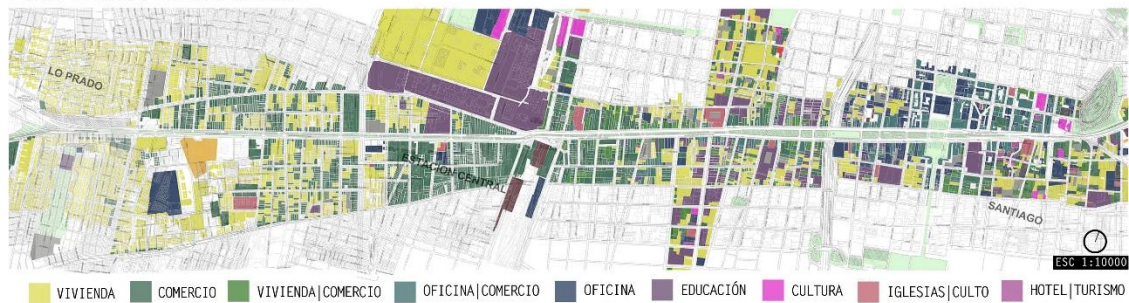 LO PRADO
ESTACIÓN CENTRAL
SANTIAGO
ESC 1:10000
VIVIENDA
COMERCIO
VIVIENDA|COMERCIO
OFICINA|COMERCIO
OFICINA
EDUCACIÓN
CULTURA
IGLESIAS|CULTO
HOTEL|TURISMO